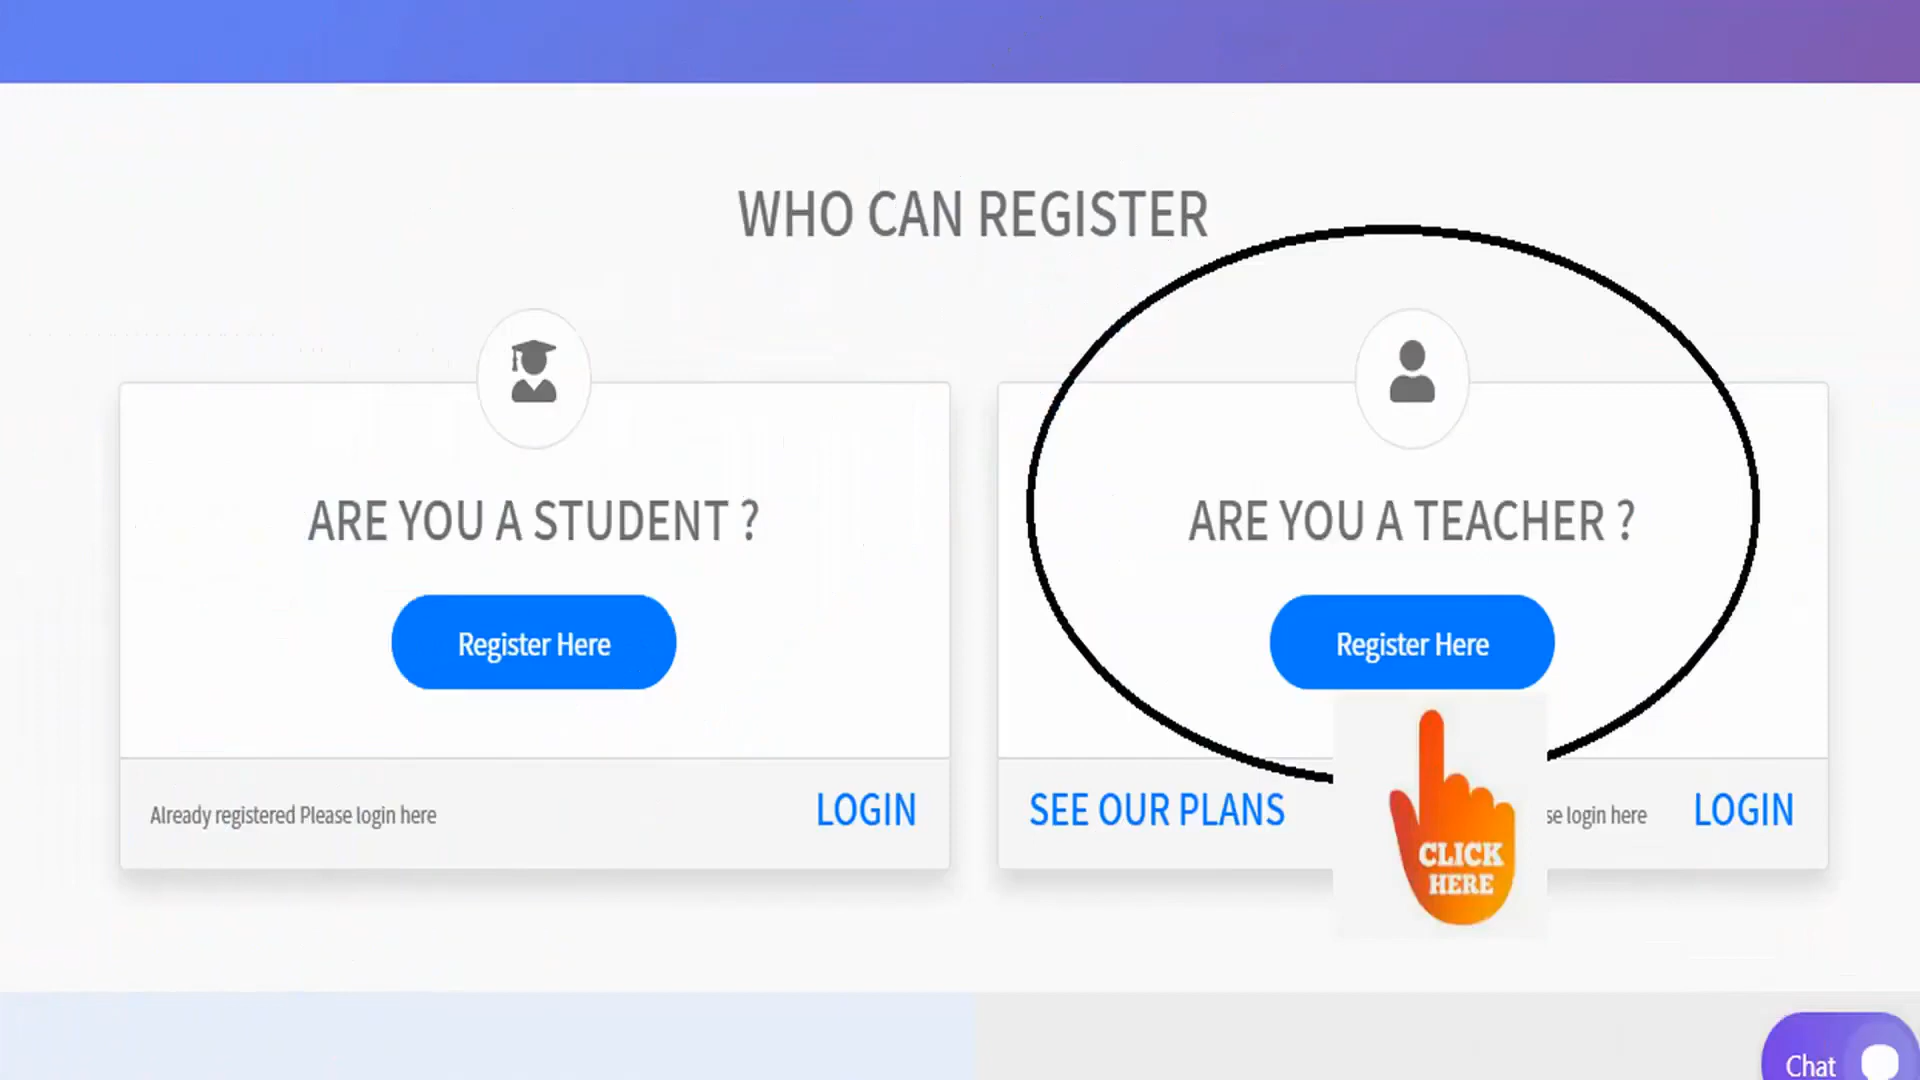 WHO CAN REGISTER
ARE YOU A STUDENT ?
Register Here
Already registered Please login here
LOGIN
ARE YOU A TEACHER ?
Register Here
SEE OUR PLANS
login here
LOGIN
CLICK
HERE
Chat